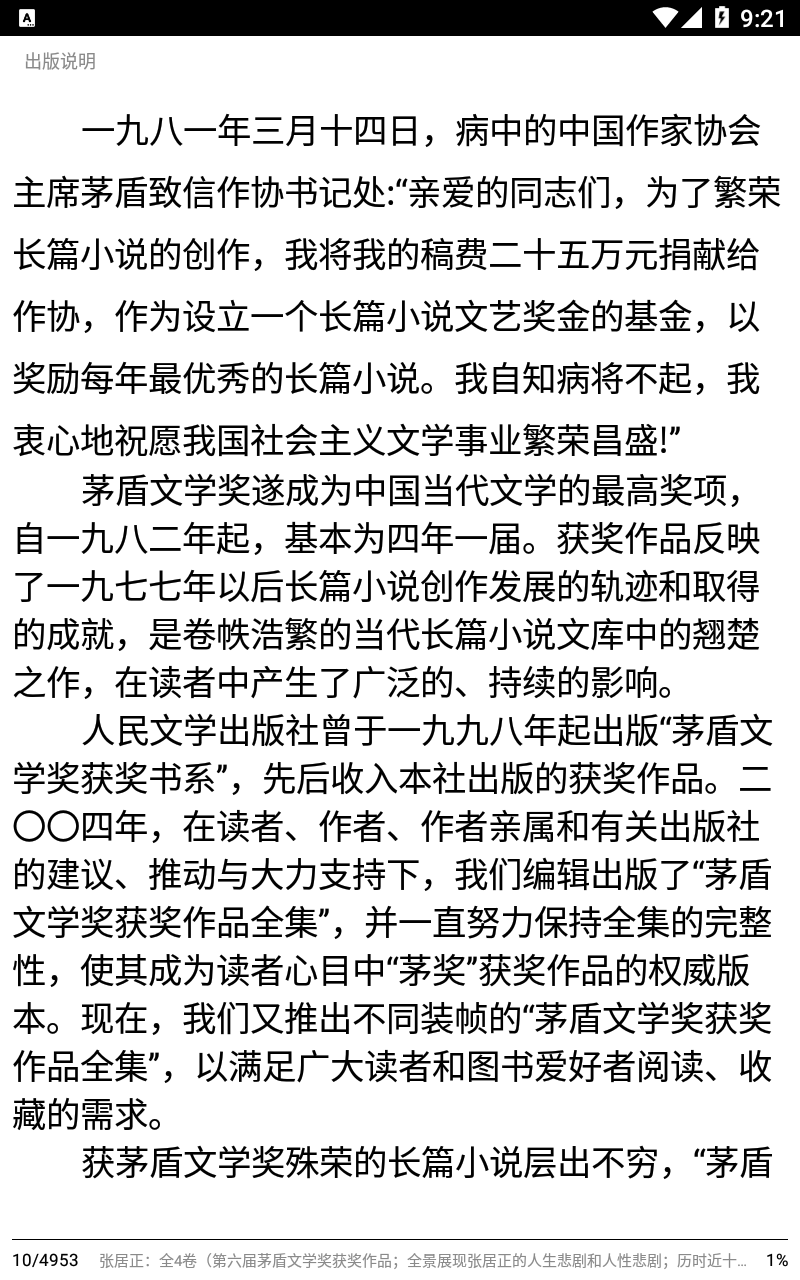 9:21
出版说明
一九八一年三月十四日，病中的中国作家协会
主席茅盾致信作协书记处:“亲爱的同志们，为了繁荣
长篇小说的创作，我将我的稿费二十五万元捐献给
作协，作为设立一个长篇小说文艺奖金的基金，以
奖励每年最优秀的长篇小说。我自知病将不起，我
衷心地祝愿我国社会主义文学事业繁荣昌盛!”
茅盾文学奖遂成为中国当代文学的最高奖项，
自一九八二年起，基本为四年一届。获奖作品反映
了一九七七年以后长篇小说创作发展的轨迹和取得
的成就，是卷帙浩繁的当代长篇小说文库中的翘楚
之作，在读者中产生了广泛的、持续的影响。
人民文学出版社曾于一九九八年起出版“茅盾文
学奖获奖书系”，先后收入本社出版的获奖作品。二
〇〇四年，在读者、作者、作者亲属和有关出版社
的建议、推动与大力支持下，我们编辑出版了“茅盾
文学奖获奖作品全集”，并一直努力保持全集的完整
性，使其成为读者心目中“茅奖”获奖作品的权威版
本。现在，我们又推出不同装帧的“茅盾文学奖获奖
作品全集”，以满足广大读者和图书爱好者阅读、收
藏的需求。
获茅盾文学奖殊荣的长篇小说层出不穷，“茅盾
10/4953 张居正：全4卷（第六届茅盾文学奖获奖作品；全景展现张居正的人生悲剧和人性悲剧；历时近十… 1%